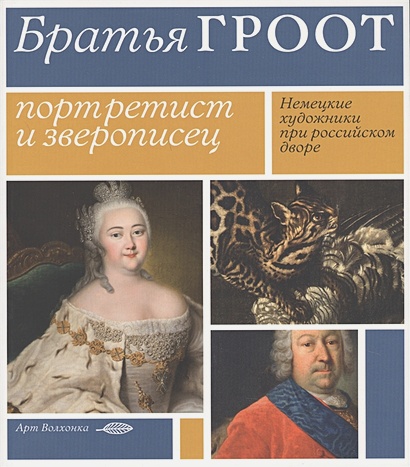 Братья ГРООТ
портретист
и зверописец
Немецкие
художники
при российском
дворе
Арт Волхонка